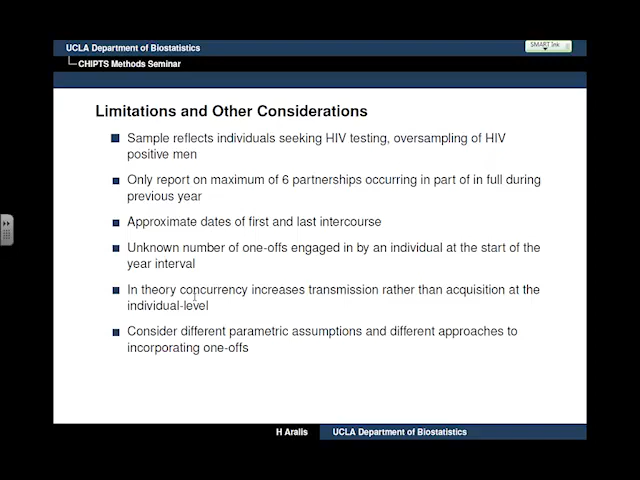 UCLA Department of Biostatistics
SMART Ink
CHIPTS Methods Seminar
Limitations and Other Considerations
Sample reflects individuals seeking HIV testing, oversampling of HIV
positive men
Only report on maximum of 6 partnerships occurring in part of in full during
previous year
Approximate dates of first and last intercourse
Unknown number of one-offs engaged in by an individual at the start of the
year interval
In theory concurrency increases transmission rather than acquisition at the
individual-level
Consider different parametric assumptions and different approaches to
incorporating one-offs
H Aralis
UCLA Department of Biostatistics